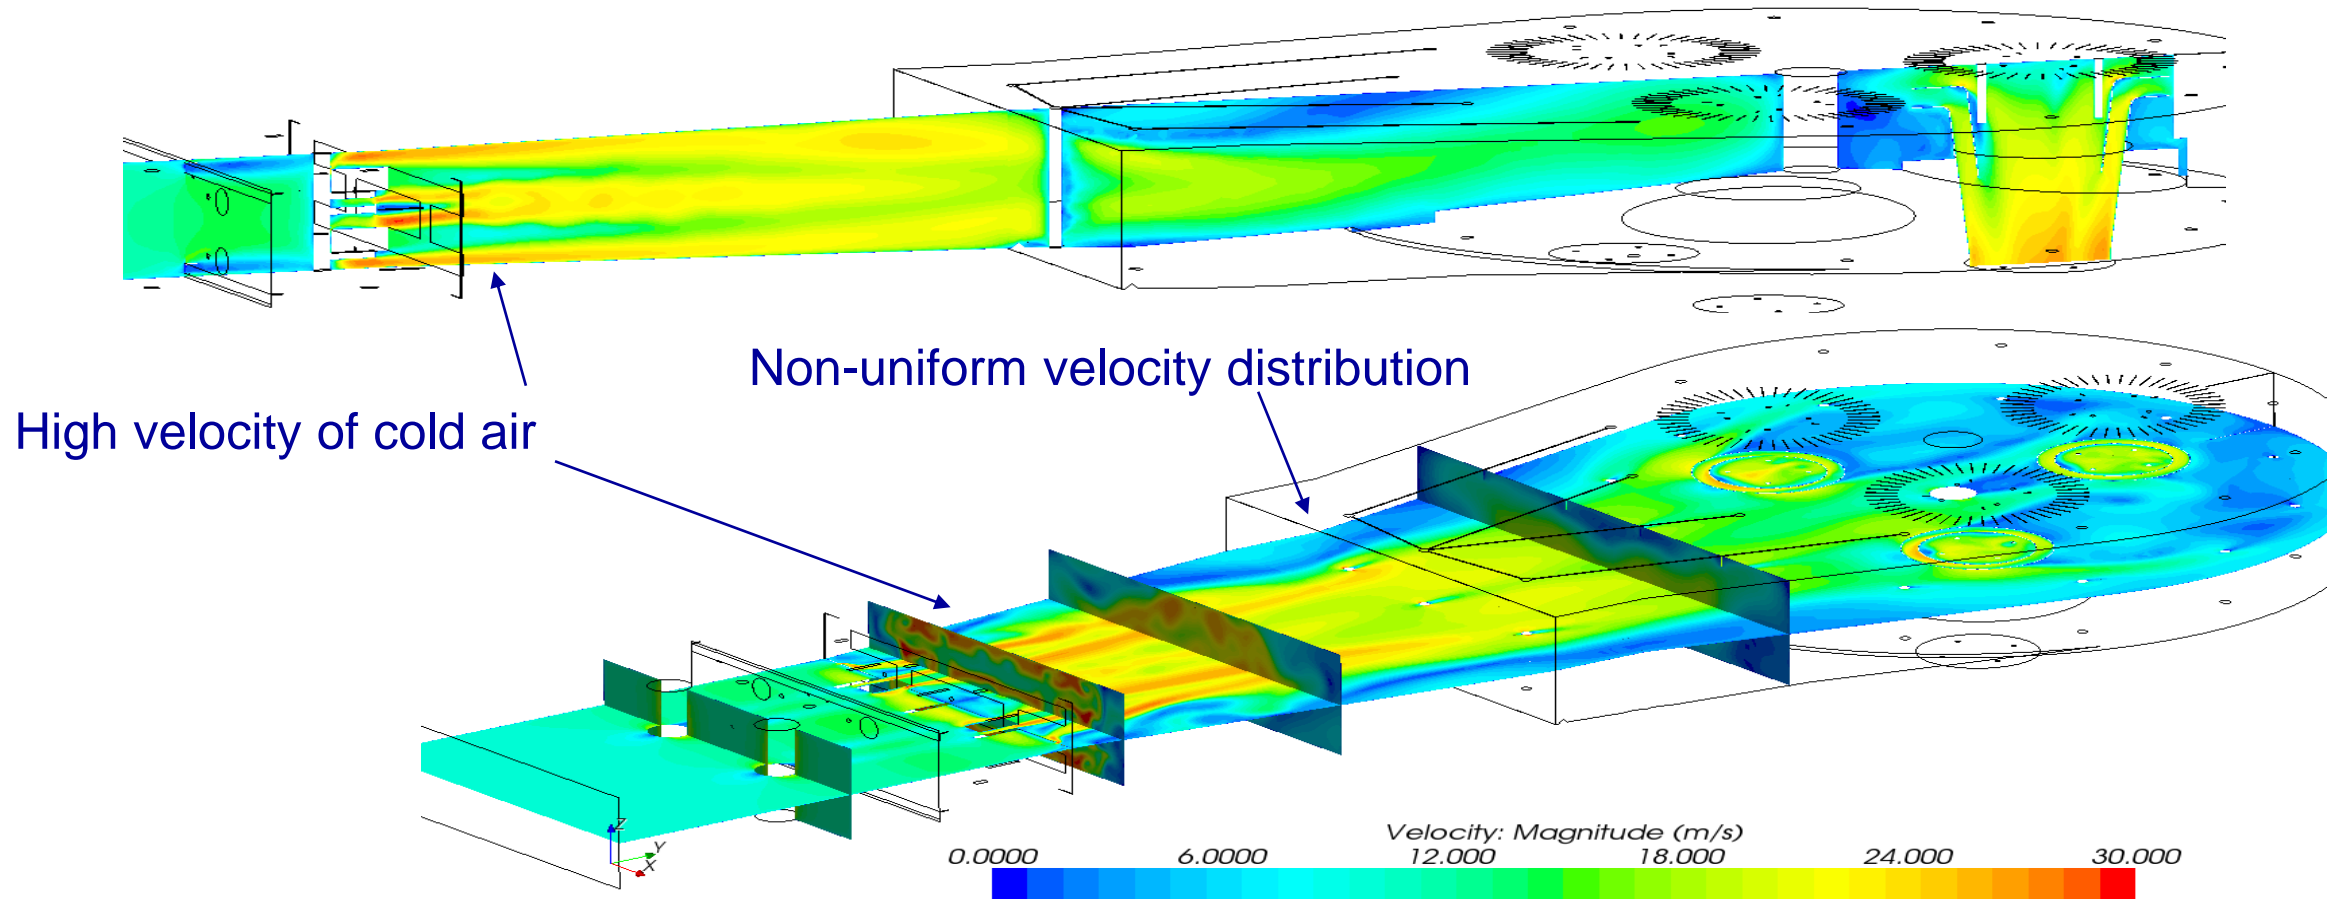 Non-uniform velocity distribution
High velocity of cold air
Z
Y
X
Velocity: Magnitude (m/s)
0.0000 6.0000 12.000 18.000 24.000 30.000